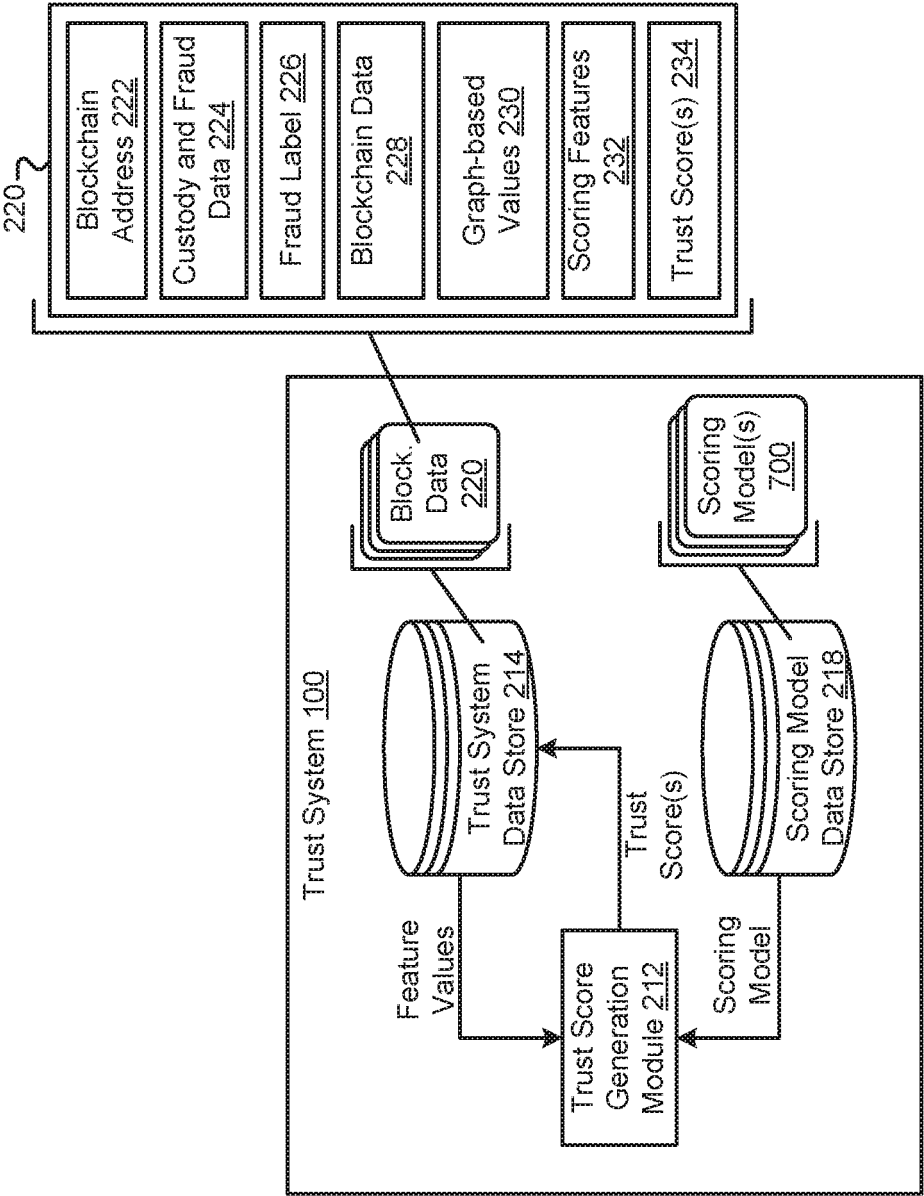 Trust System 100
Feature
Values
Trust Score
Generation
Module 212
Scoring
Model
Trust
Score(s)
Trust System
Data Store 214
Scoring Model
Data Store 218
Block.
Data
220
Scoring
Model(s)
700
220
Blockchain
Address 222
Custody and Fraud
Data 224
Fraud Label 226
Blockchain Data
228
Graph-based
Values 230
Scoring Features
232
Trust Score(s) 234